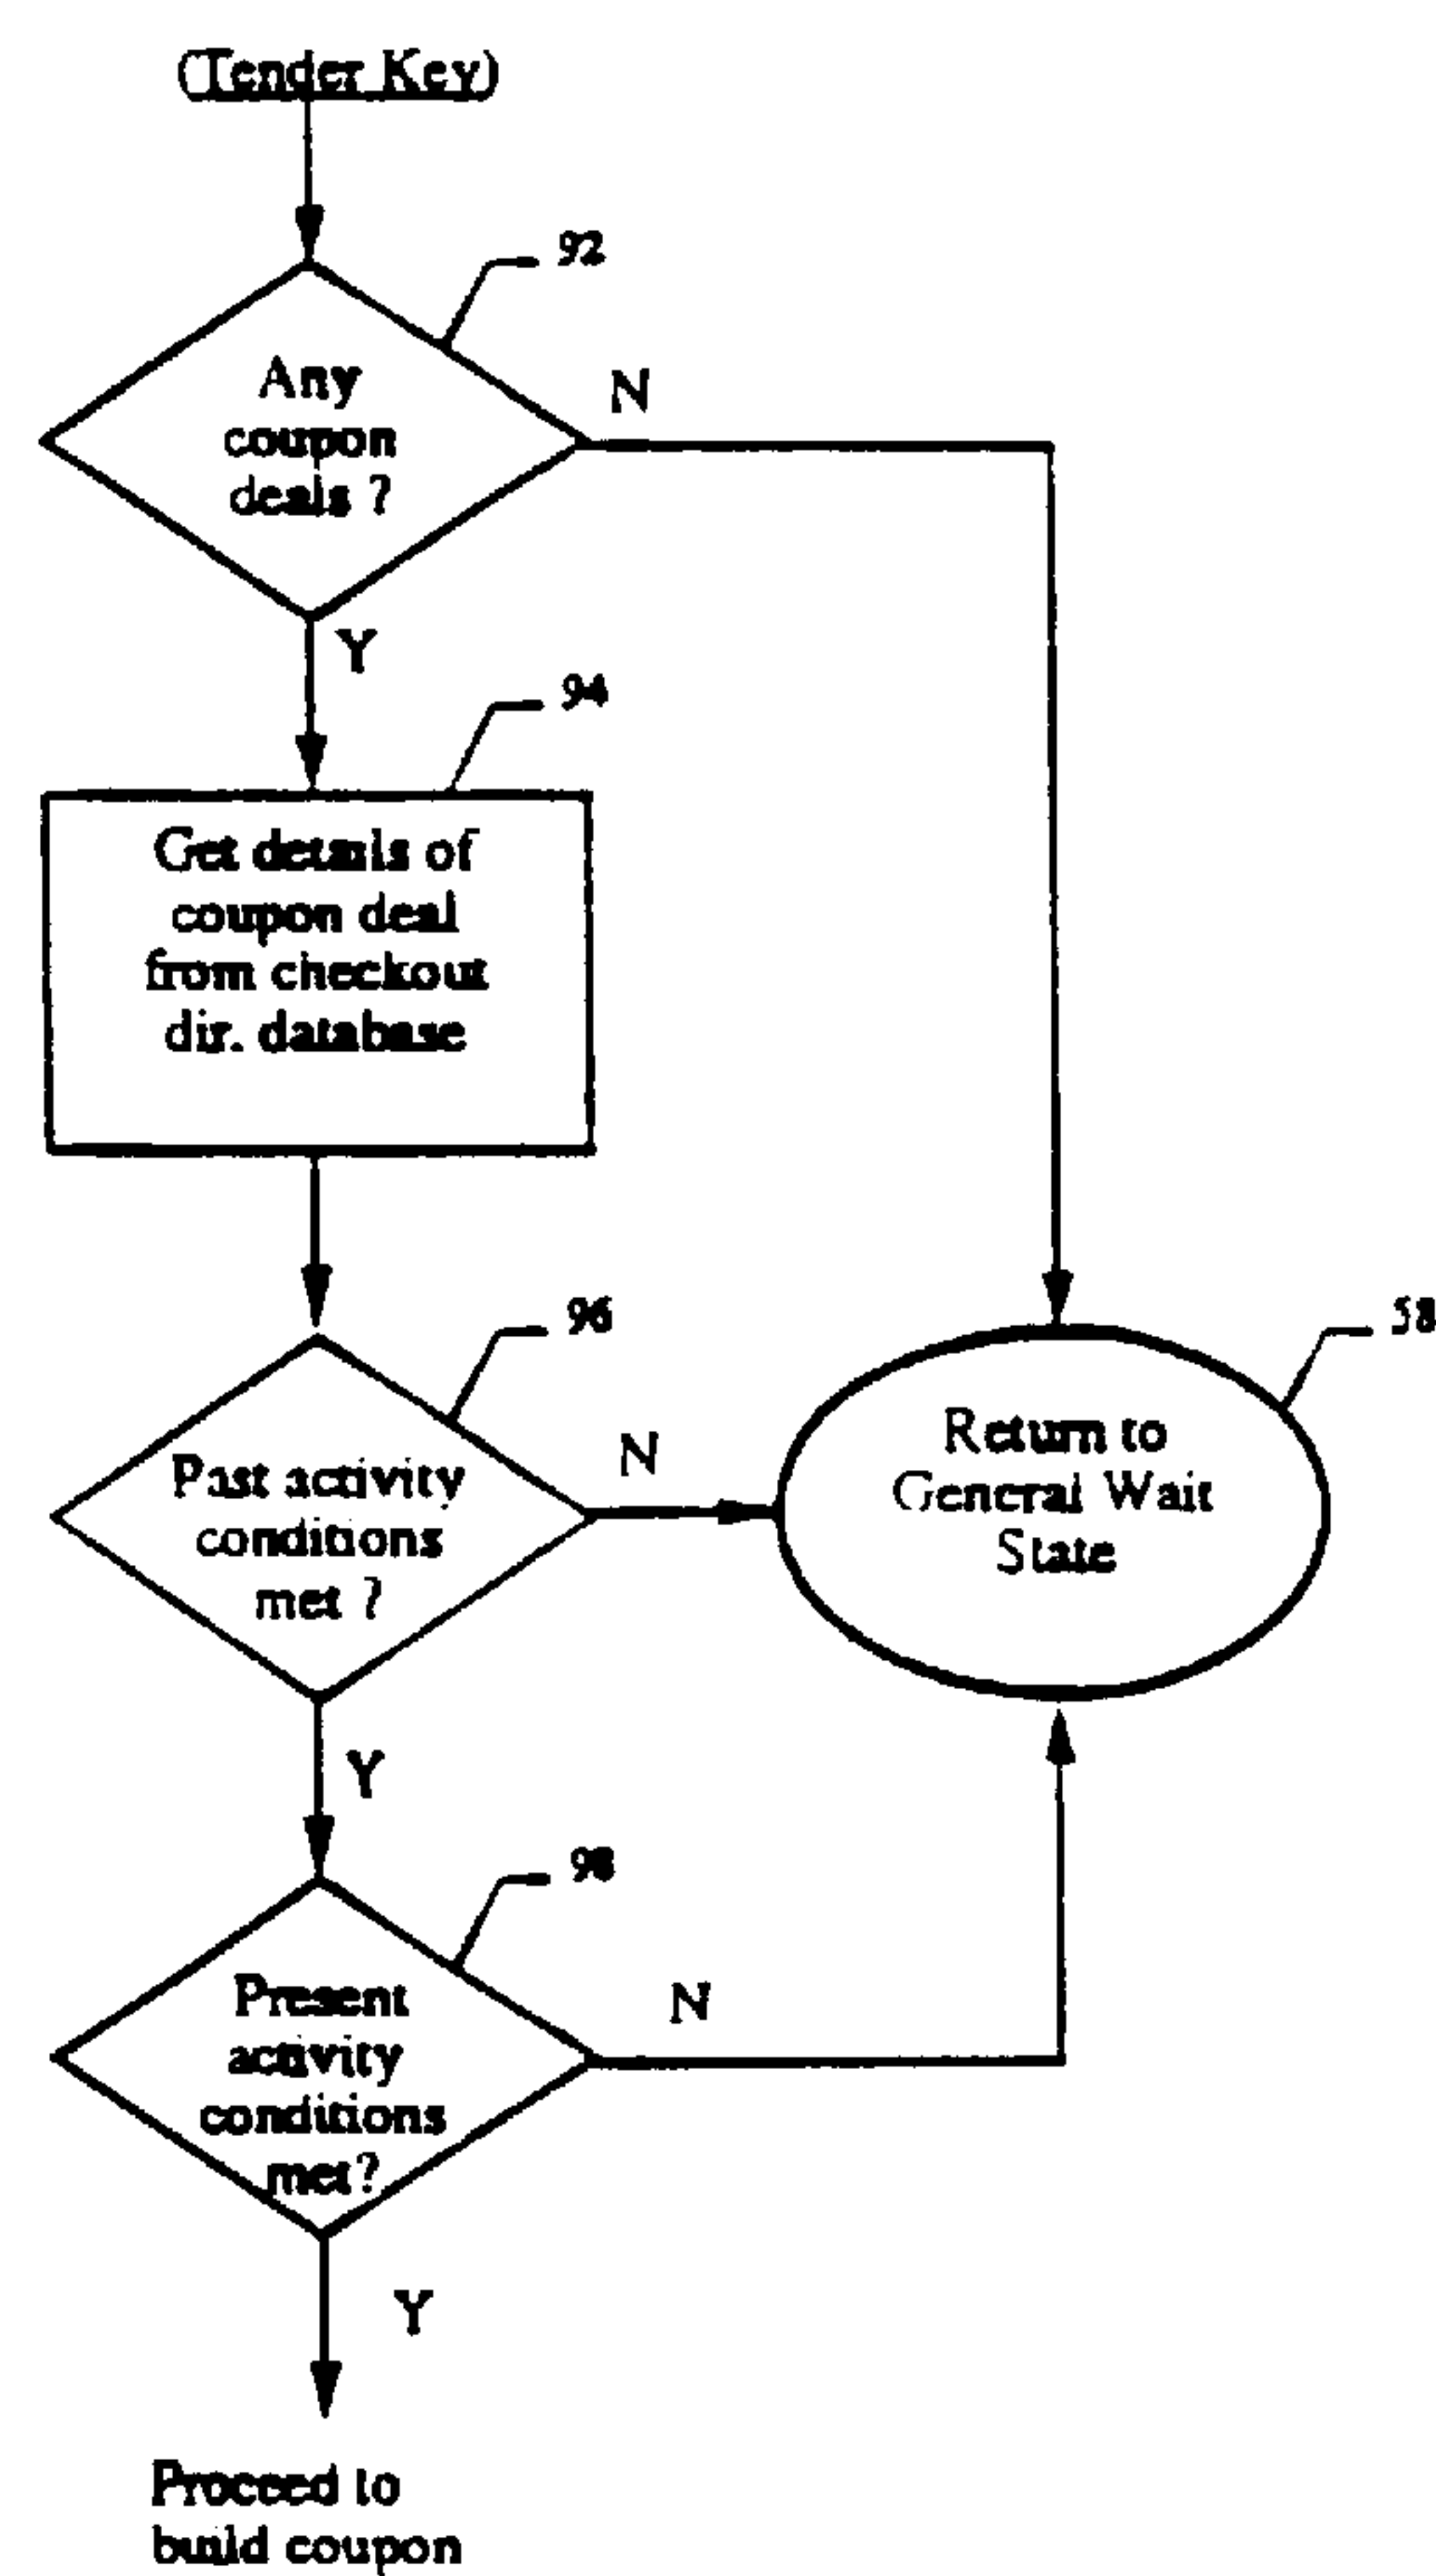 (Tender Key)
92
Any
coupon
deals ?
N
Y
94
Get details of
coupon deal
from checkout
dir. database
96
Past activity
conditions
met ?
N
58
Return to
General Wait
State
Y
98
Present
activity
conditions
met?
N
Y
Proceed to
build coupon